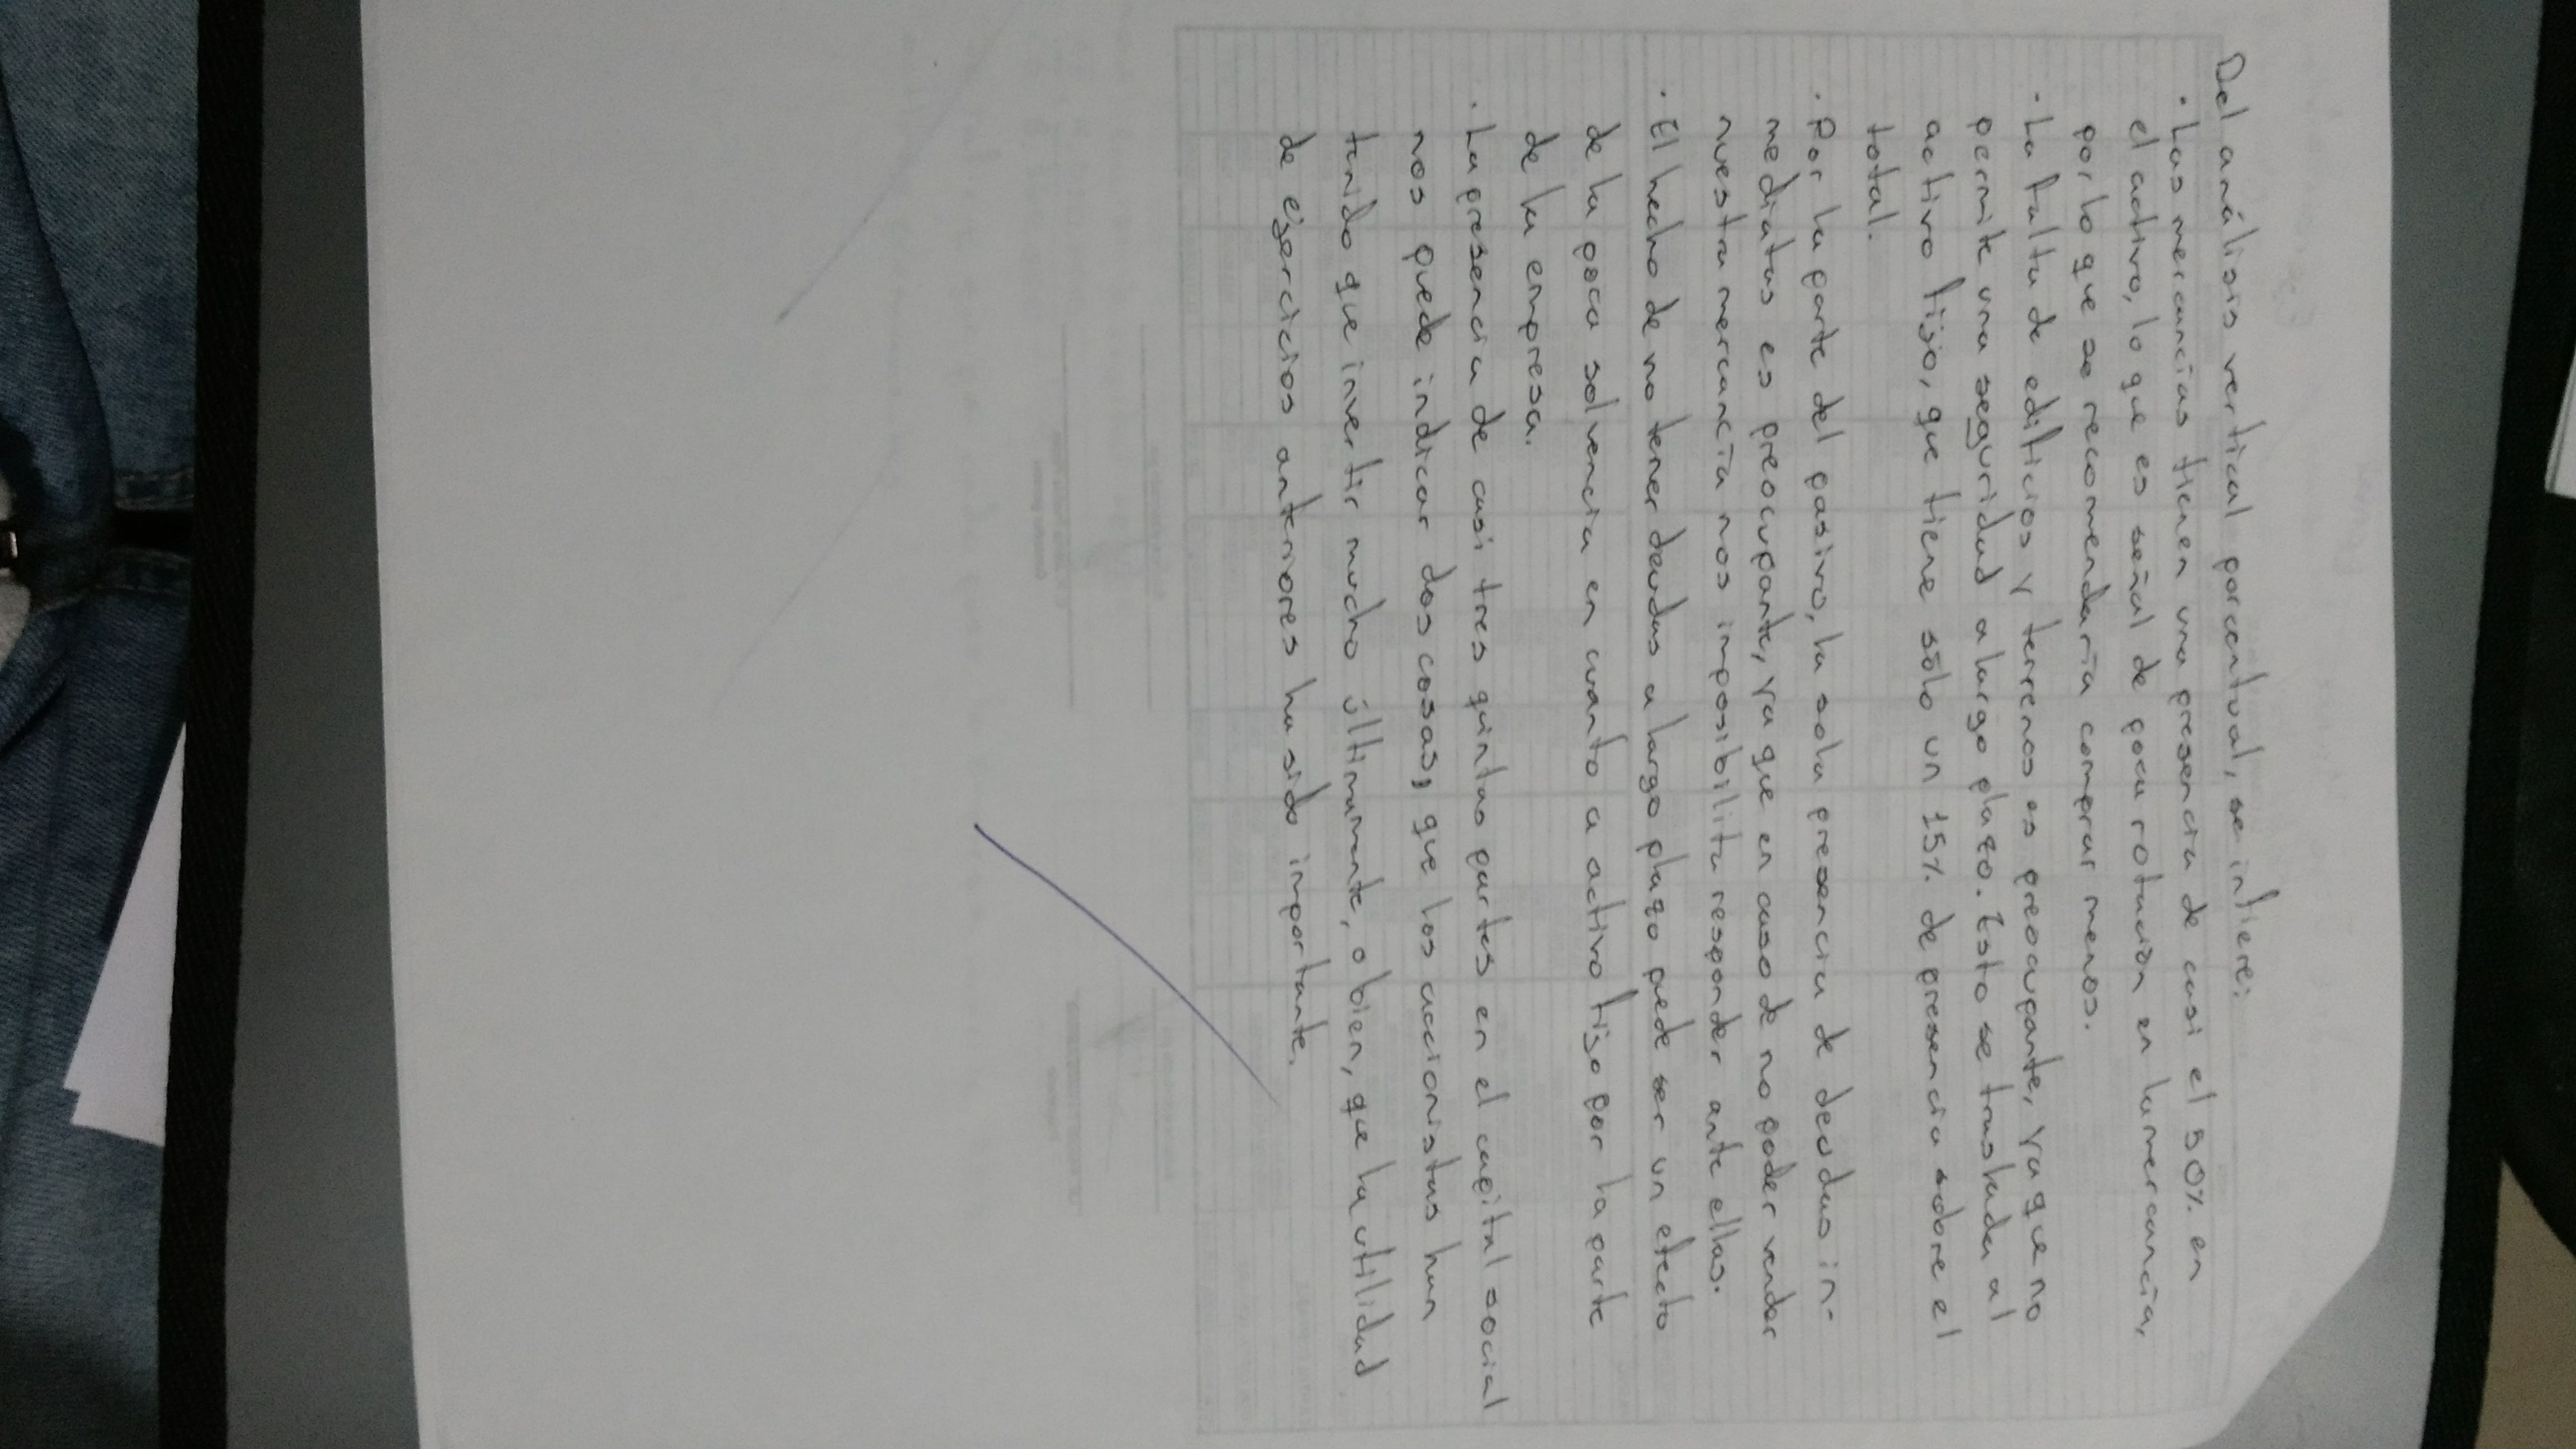 Del análisis vertical porcentual, se infiere:
· Las mercancías tienen una presencia de casi el 50% en
el activo, lo que es señal de poca rotación en la mercancía,
por lo que se recomendaría comprar menos.
· La falta de edificios y terrenos es preocupante, ya que no
permite una seguridad a largo plazo. Esto se traslada al
activo fijo, que tiene sólo un 15% de presencia sobre el
total.
· Por la parte del pasivo, la sola presencia de deudas in-
mediatas es preocupante, ya que en caso de no poder vender
nuestra mercancía nos imposibilita responder ante ellas.
· El hecho de no tener deudas a largo plazo puede ser un efecto
de la poca solvencia en cuanto a activo fijo por la parte
de la empresa.
· La presencia de casi tres quintas partes en el capital social
nos puede indicar dos cosas, que los accionistas han
tenido que invertir mucho últimamente, o bien, que la utilidad
de ejercicios anteriores ha sido importante.